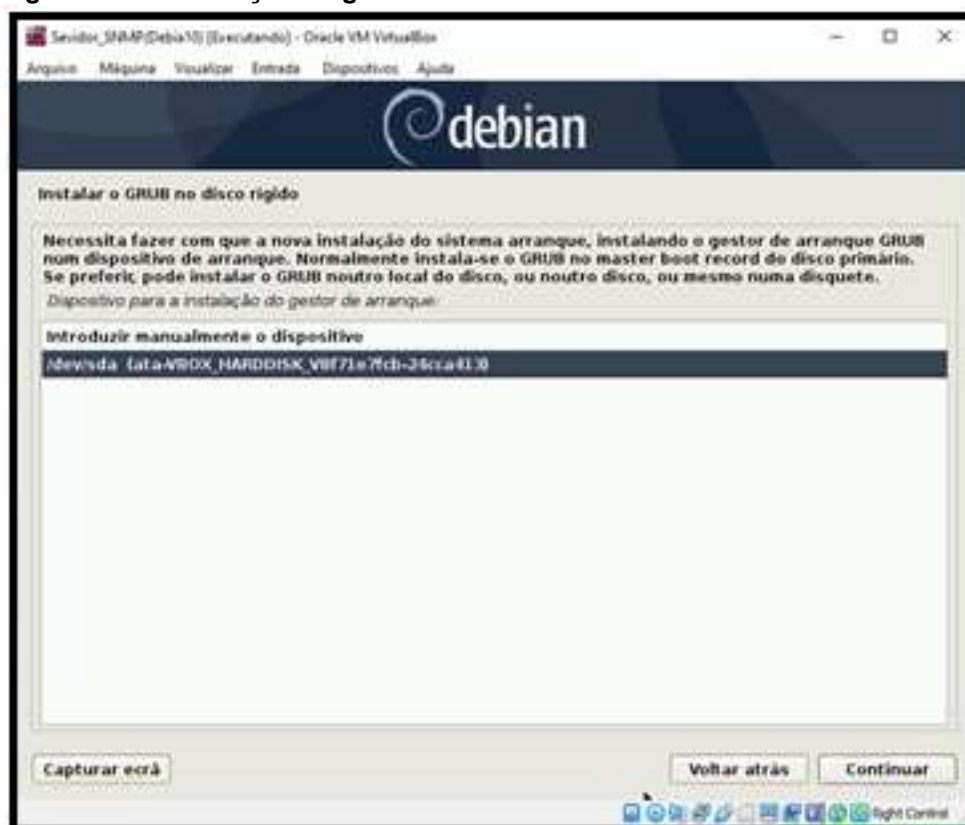 Sevidor_SNMP(Debia10) [Executando] - Oracle VM VirtualBox
Arquivo Máquina Visualizar Entrada Dispositivos Ajuda
debian
Instalar o GRUB no disco rígido
Necessita fazer com que a nova instalação do sistema arranque, instalando o gestor de arranque GRUB
num dispositivo de arranque. Normalmente instala-se o GRUB no master boot record do disco primário.
Se preferir, pode instalar o GRUB noutro local do disco, ou noutro disco, ou mesmo numa disquete.
Dispositivo para a instalação do gestor de arranque:
Introduzir manualmente o dispositivo
/dev/sda (ata-VBOX_HARDDISK_VBf71e7fcb-24cca413)
Capturar ecrã
Voltar atrás
Continuar
Right Control